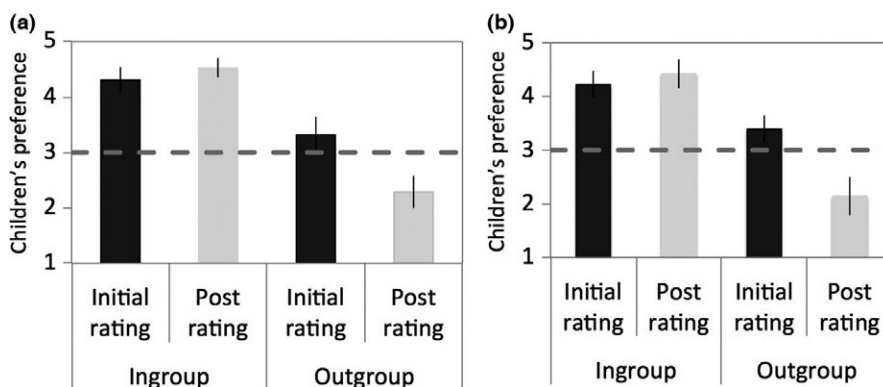 (a)
Children's preference
5
4
3
2
1
Initial rating
Post rating
Initial rating
Post rating
Ingroup
Outgroup
(b)
Children's preference
5
4
3
2
1
Initial rating
Post rating
Initial rating
Post rating
Ingroup
Outgroup